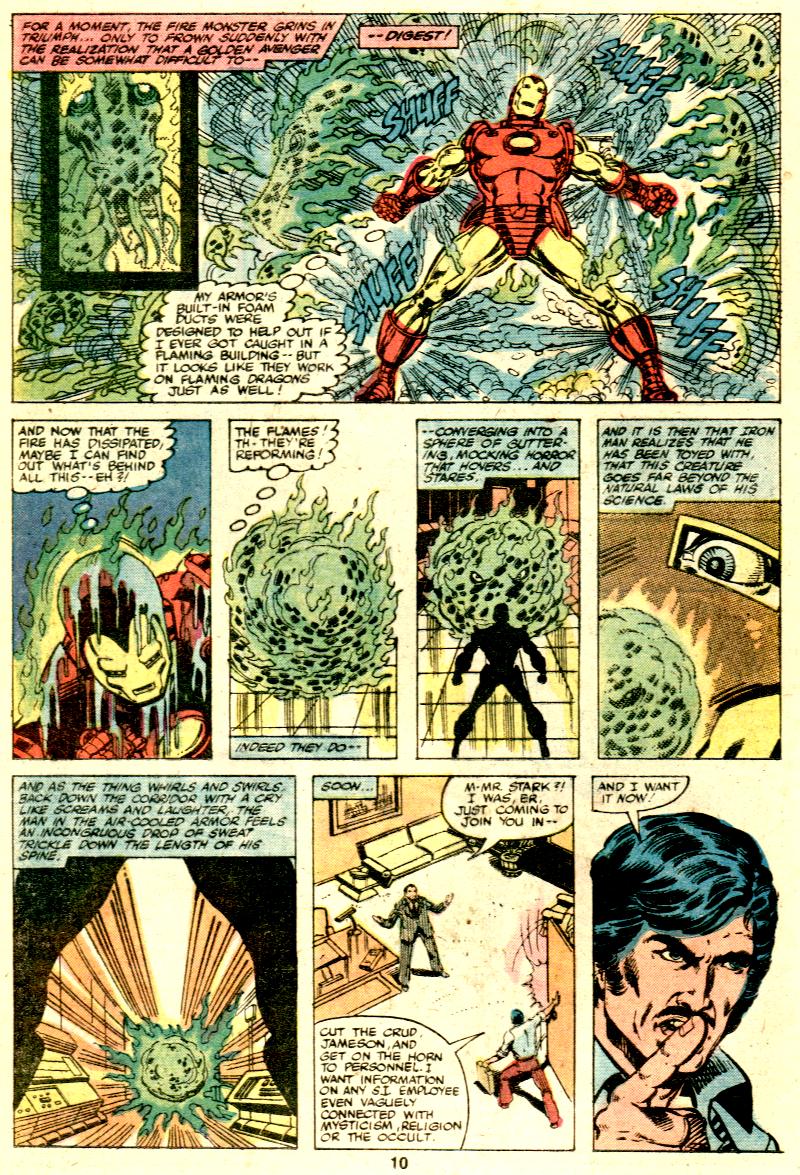 FOR A MOMENT, THE FIRE MONSTER GRINS IN
TRIUMPH... ONLY TO FROWN SUDDENLY WITH
THE REALIZATION THAT A GOLDEN AVENGER
CAN BE SOMEWHAT DIFFICULT TO--
--DIGEST!
SHUFF
SHUFF
SHUFF
SHUFF
MY ARMOR'S
BUILT-IN FOAM
DUCTS WERE
DESIGNED TO HELP OUT IF
I EVER GOT CAUGHT IN A
FLAMING BUILDING--BUT
IT LOOKS LIKE THEY WORK
ON FLAMING DRAGONS
JUST AS WELL!
AND NOW THAT THE
FIRE HAS DISSIPATED,
MAYBE I CAN FIND
OUT WHAT'S BEHIND
ALL THIS--EH?!
THE FLAMES!
TH-THEY'RE
REFORMING!
INDEED THEY DO--
--CONVERGING INTO A
SPHERE OF GUTTER-
ING, MOCKING HORROR
THAT HOVERS... AND
STARES.
AND IT IS THEN THAT IRON
MAN REALIZES THAT HE
HAS BEEN TOYED WITH,
THAT THIS CREATURE
GOES FAR BEYOND THE
NATURAL LAWS OF HIS
SCIENCE.
AND AS THE THING WHIRLS AND SWIRLS
BACK DOWN THE CORRIDOR WITH A CRY
LIKE SCREAMS AND LAUGHTER, THE
MAN IN THE AIR-COOLED ARMOR FEELS
AN INCONGRUOUS DROP OF SWEAT
TRICKLE DOWN THE LENGTH OF HIS
SPINE.
SOON...
M-MR. STARK?!
I WAS, ER,
JUST COMING TO
JOIN YOU IN--
CUT THE CRUD,
JAMESON, AND
GET ON THE HORN
TO PERSONNEL. I
WANT INFORMATION
ON ANY S.I. EMPLOYEE
EVEN VAGUELY
CONNECTED WITH
MYSTICISM, RELIGION
OR THE OCCULT.
AND I WANT
IT NOW!
10